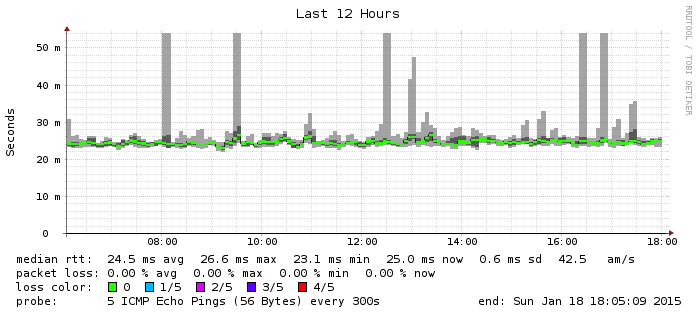 Last 12 Hours
RRDTOOL / TOBI OETIKER
Seconds
50 m
40 m
30 m
20 m
10 m
0
08:00 10:00 12:00 14:00 16:00 18:00
median rtt: 24.5 ms avg 26.6 ms max 23.1 ms min 25.0 ms now 0.6 ms sd 42.5 am/s
packet loss: 0.00 % avg 0.00 % max 0.00 % min 0.00 % now
loss color: 0 1/5 2/5 3/5 4/5
probe: 5 ICMP Echo Pings (56 Bytes) every 300s end: Sun Jan 18 18:05:09 2015